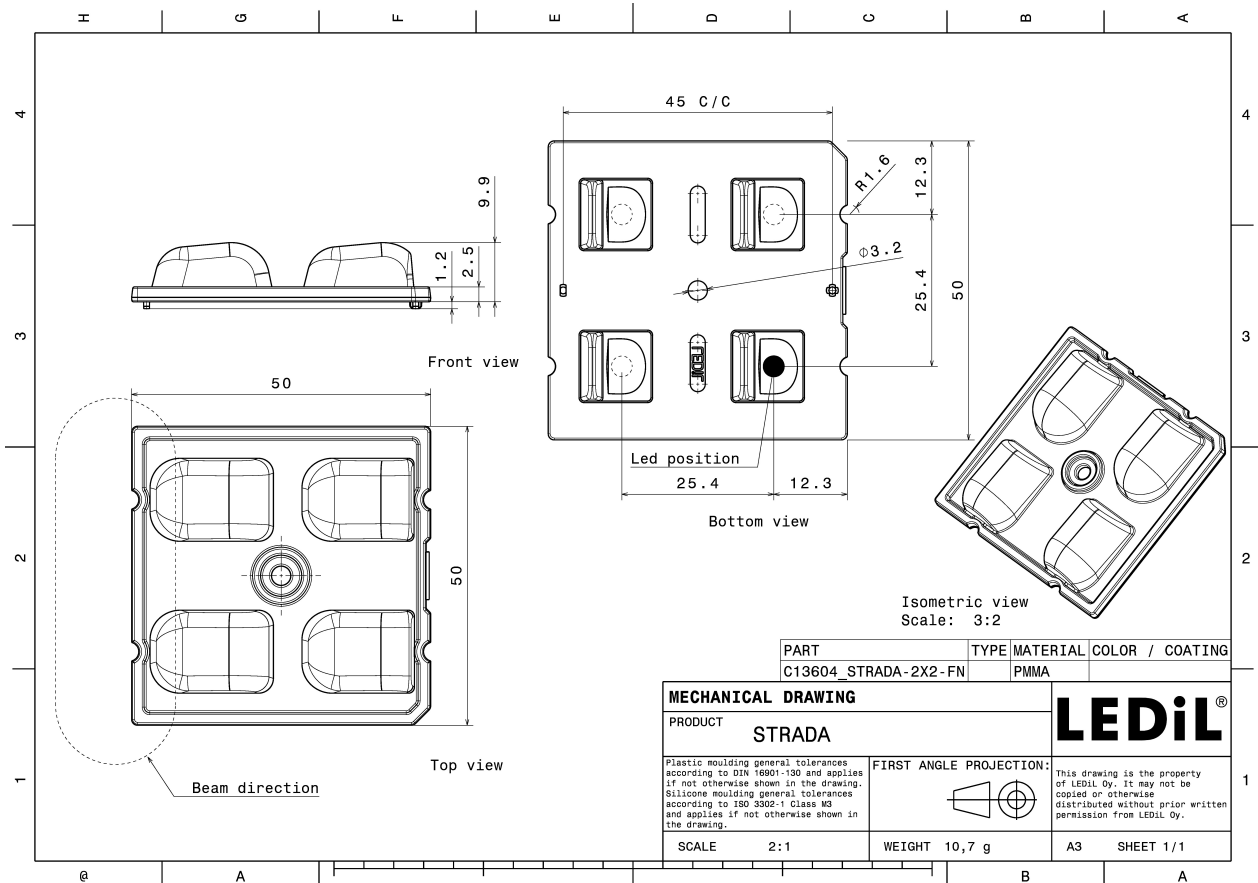 H G F E D C B A
4
4
45 C/C
R1.6
12.3
9.9
2.5
1.2
⌀3.2
25.4
50
3
3
Front view
50
Led position
25.4
12.3
Bottom view
50
2
2
Isometric view
Scale: 3:2
PART TYPE MATERIAL COLOR / COATING
C13604_STRADA-2X2-FN PMMA
MECHANICAL DRAWING
PRODUCT
STRADA
LEDiL®
Top view
Beam direction
1
1
Plastic moulding general tolerances
according to DIN 16901-130 and applies
if not otherwise shown in the drawing.
Silicone moulding general tolerances
according to ISO 3302-1 Class M3
and applies if not otherwise shown in
the drawing.
FIRST ANGLE PROJECTION:
This drawing is the property
of LEDiL Oy. It may not be
copied or otherwise
distributed without prior written
permission from LEDiL Oy.
SCALE 2:1
WEIGHT 10,7 g
A3 SHEET 1/1
@ A B A
LEDiL